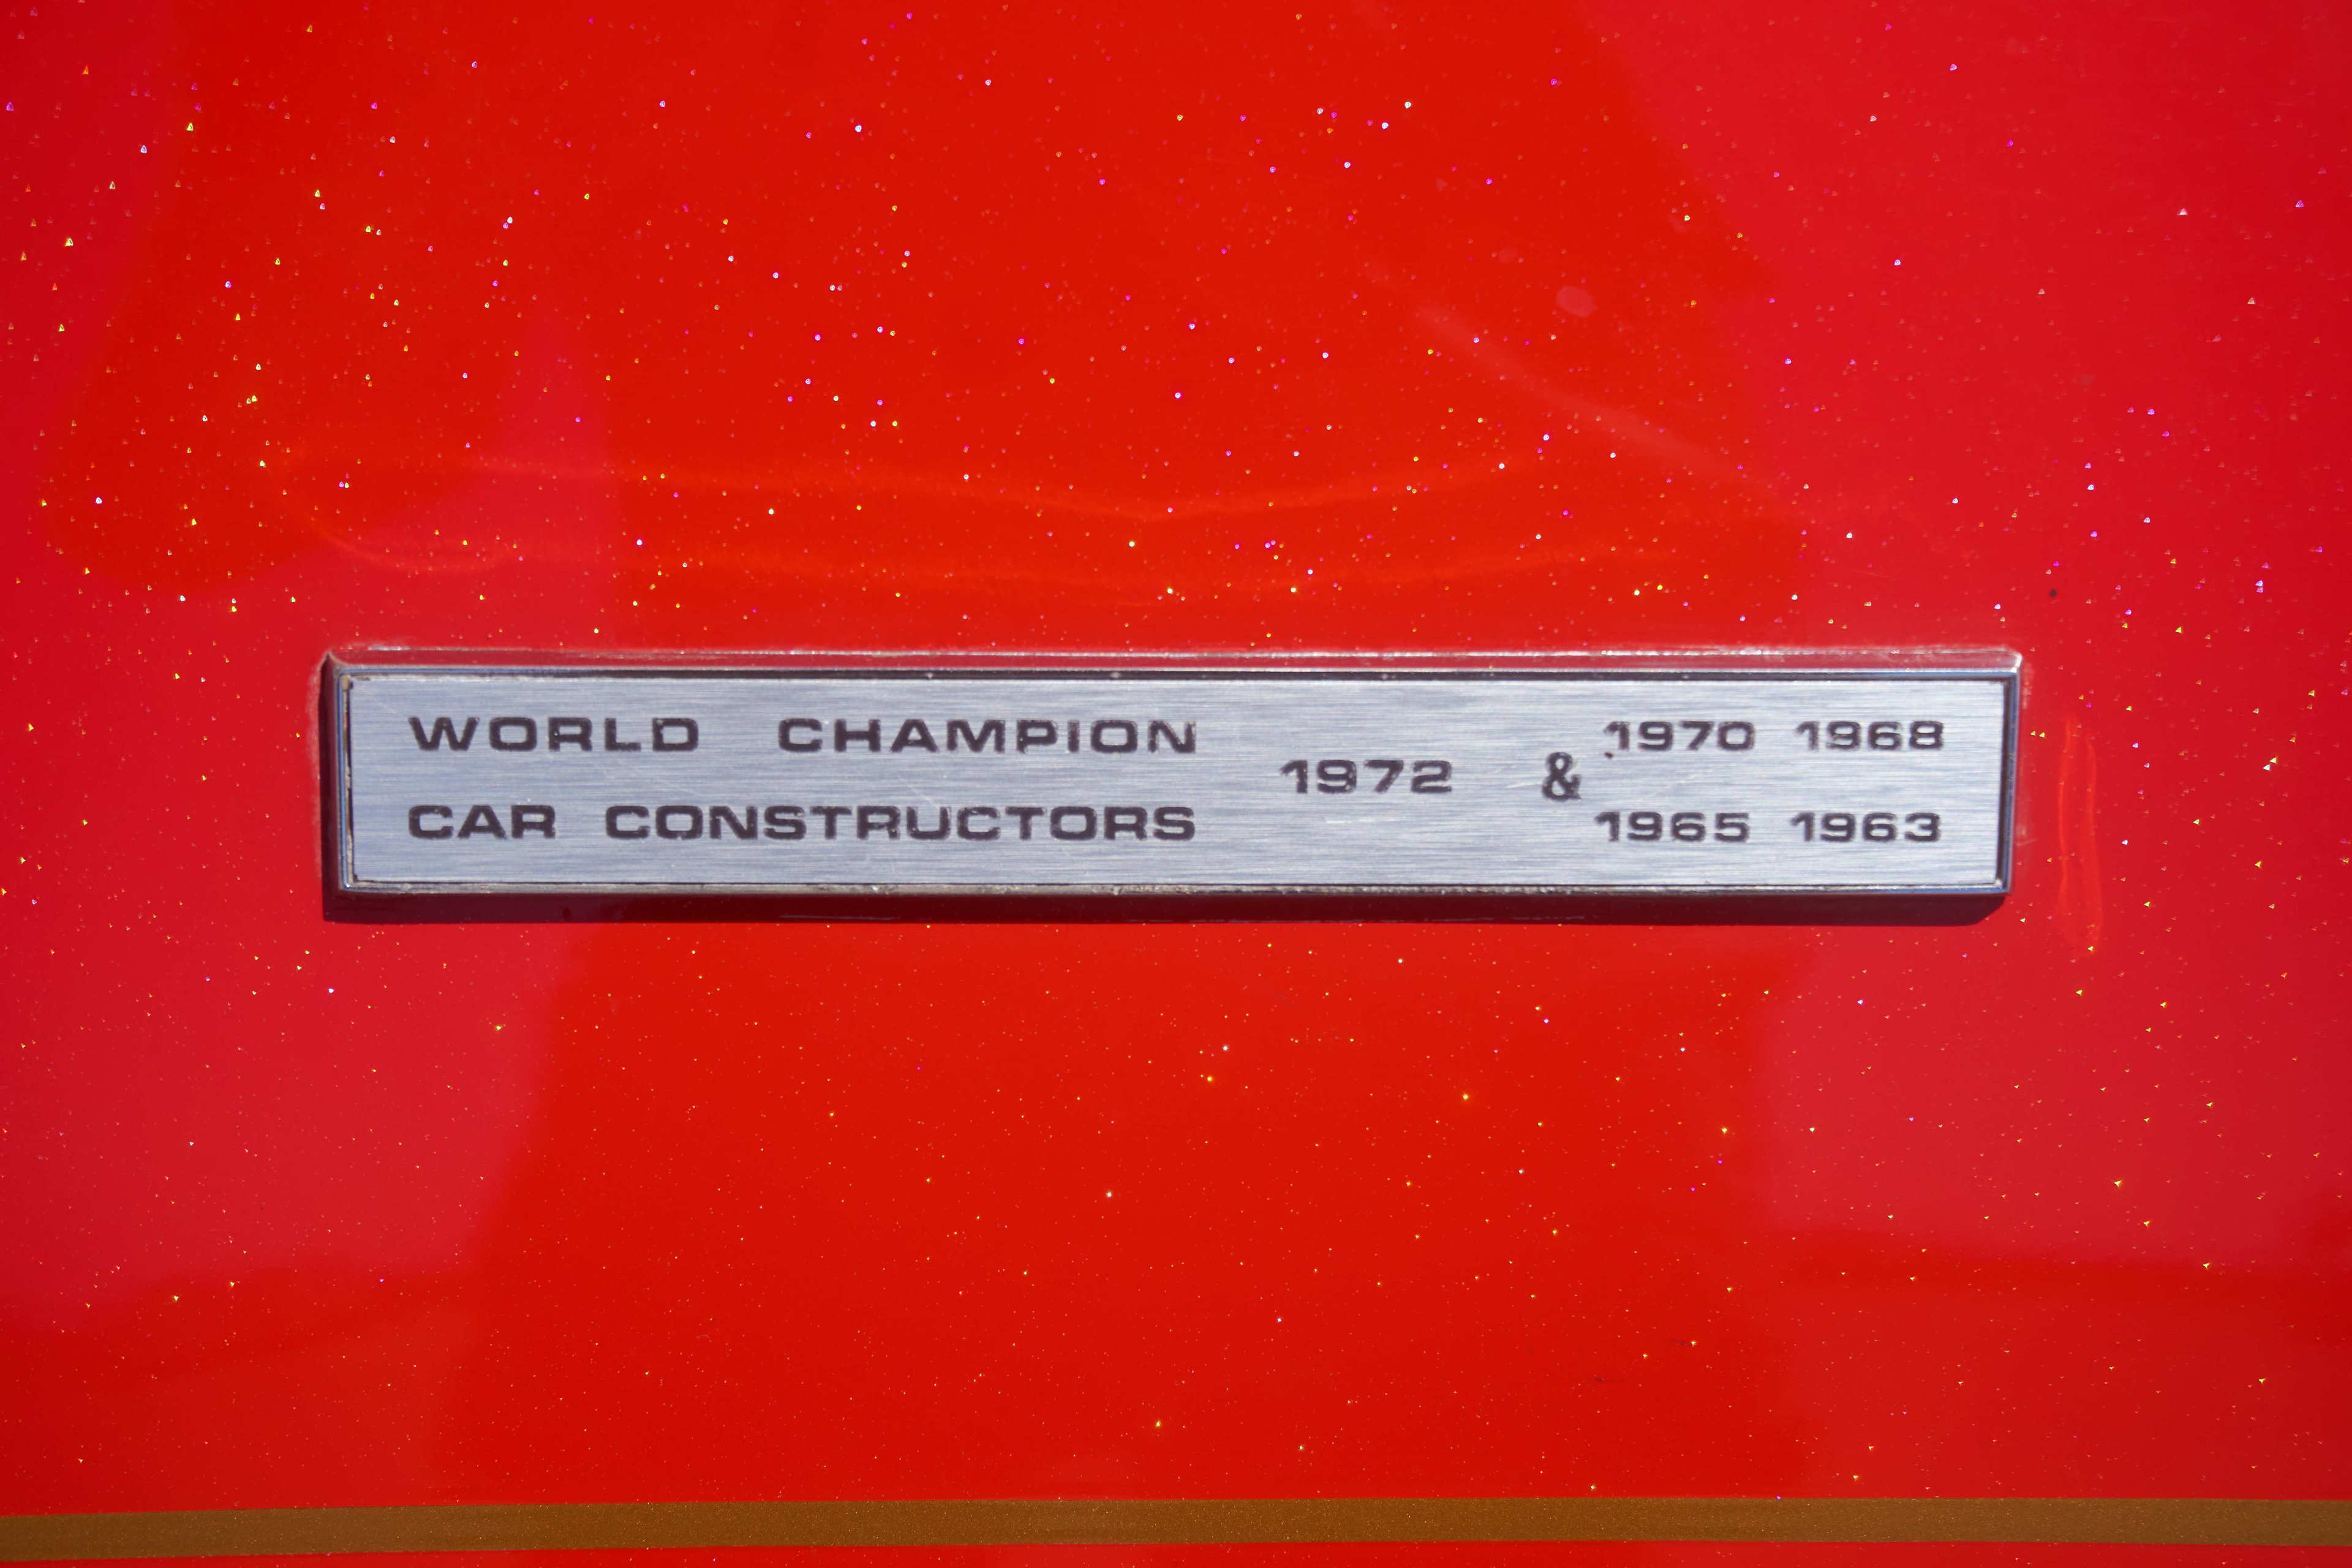 WORLD CHAMPION
CAR CONSTRUCTORS
1972 &
1970 1968
1965 1963